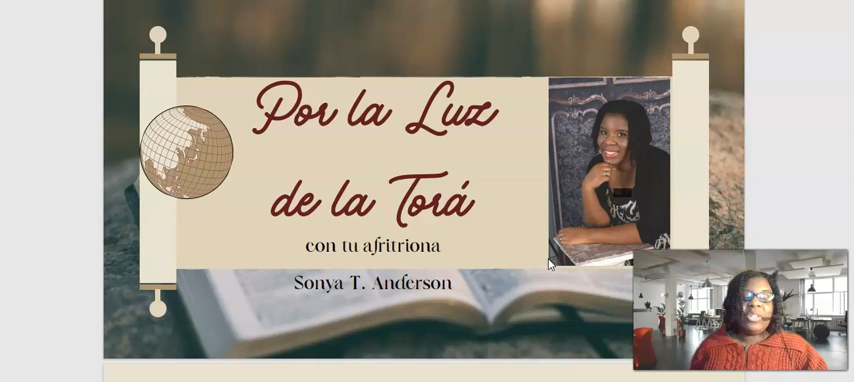 Por la Luz
de la Torá
con tu afritriona
Sonya T. Anderson